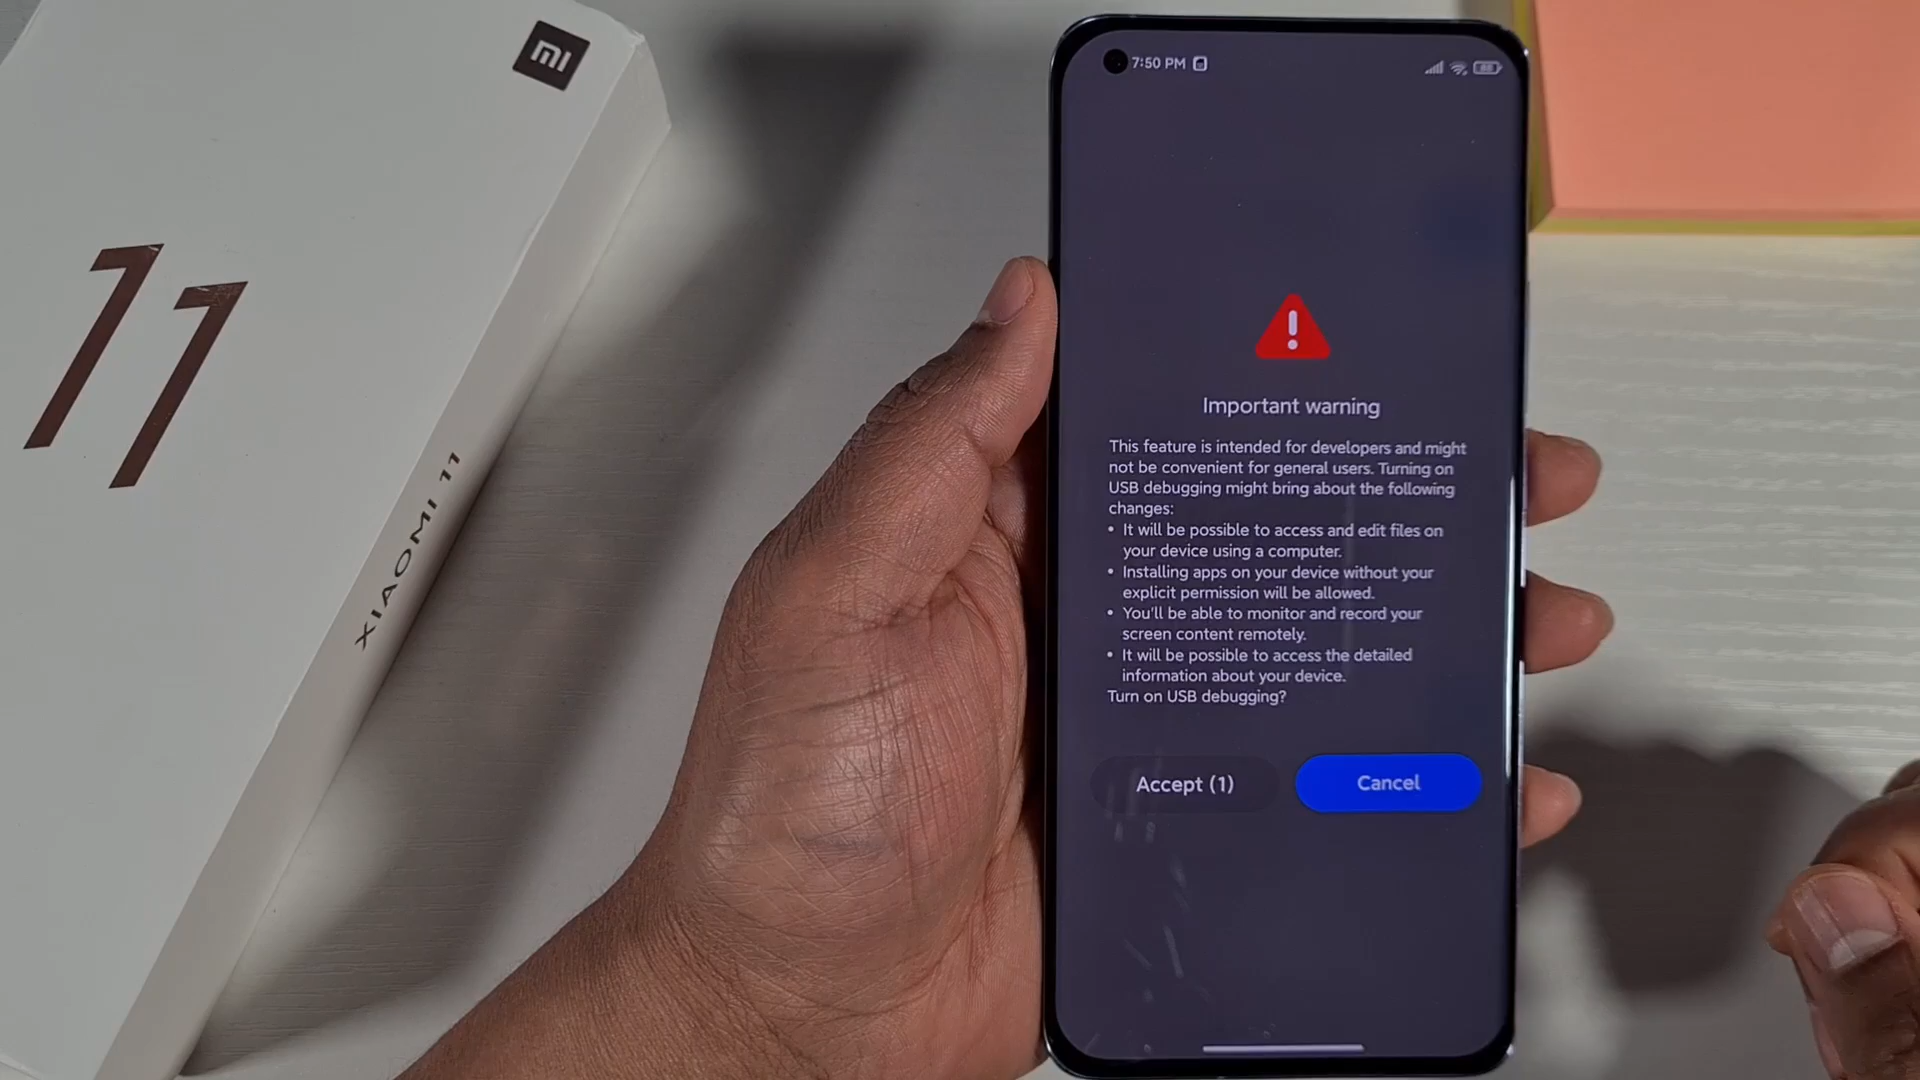 mi
11
XIAOMI 11
7:50 PM
88
Important warning
This feature is intended for developers and might
not be convenient for general users. Turning on
USB debugging might bring about the following
changes:
• It will be possible to access and edit files on
your device using a computer.
• Installing apps on your device without your
explicit permission will be allowed.
• You'll be able to monitor and record your
screen content remotely.
• It will be possible to access the detailed
information about your device.
Turn on USB debugging?
Accept (1)
Cancel